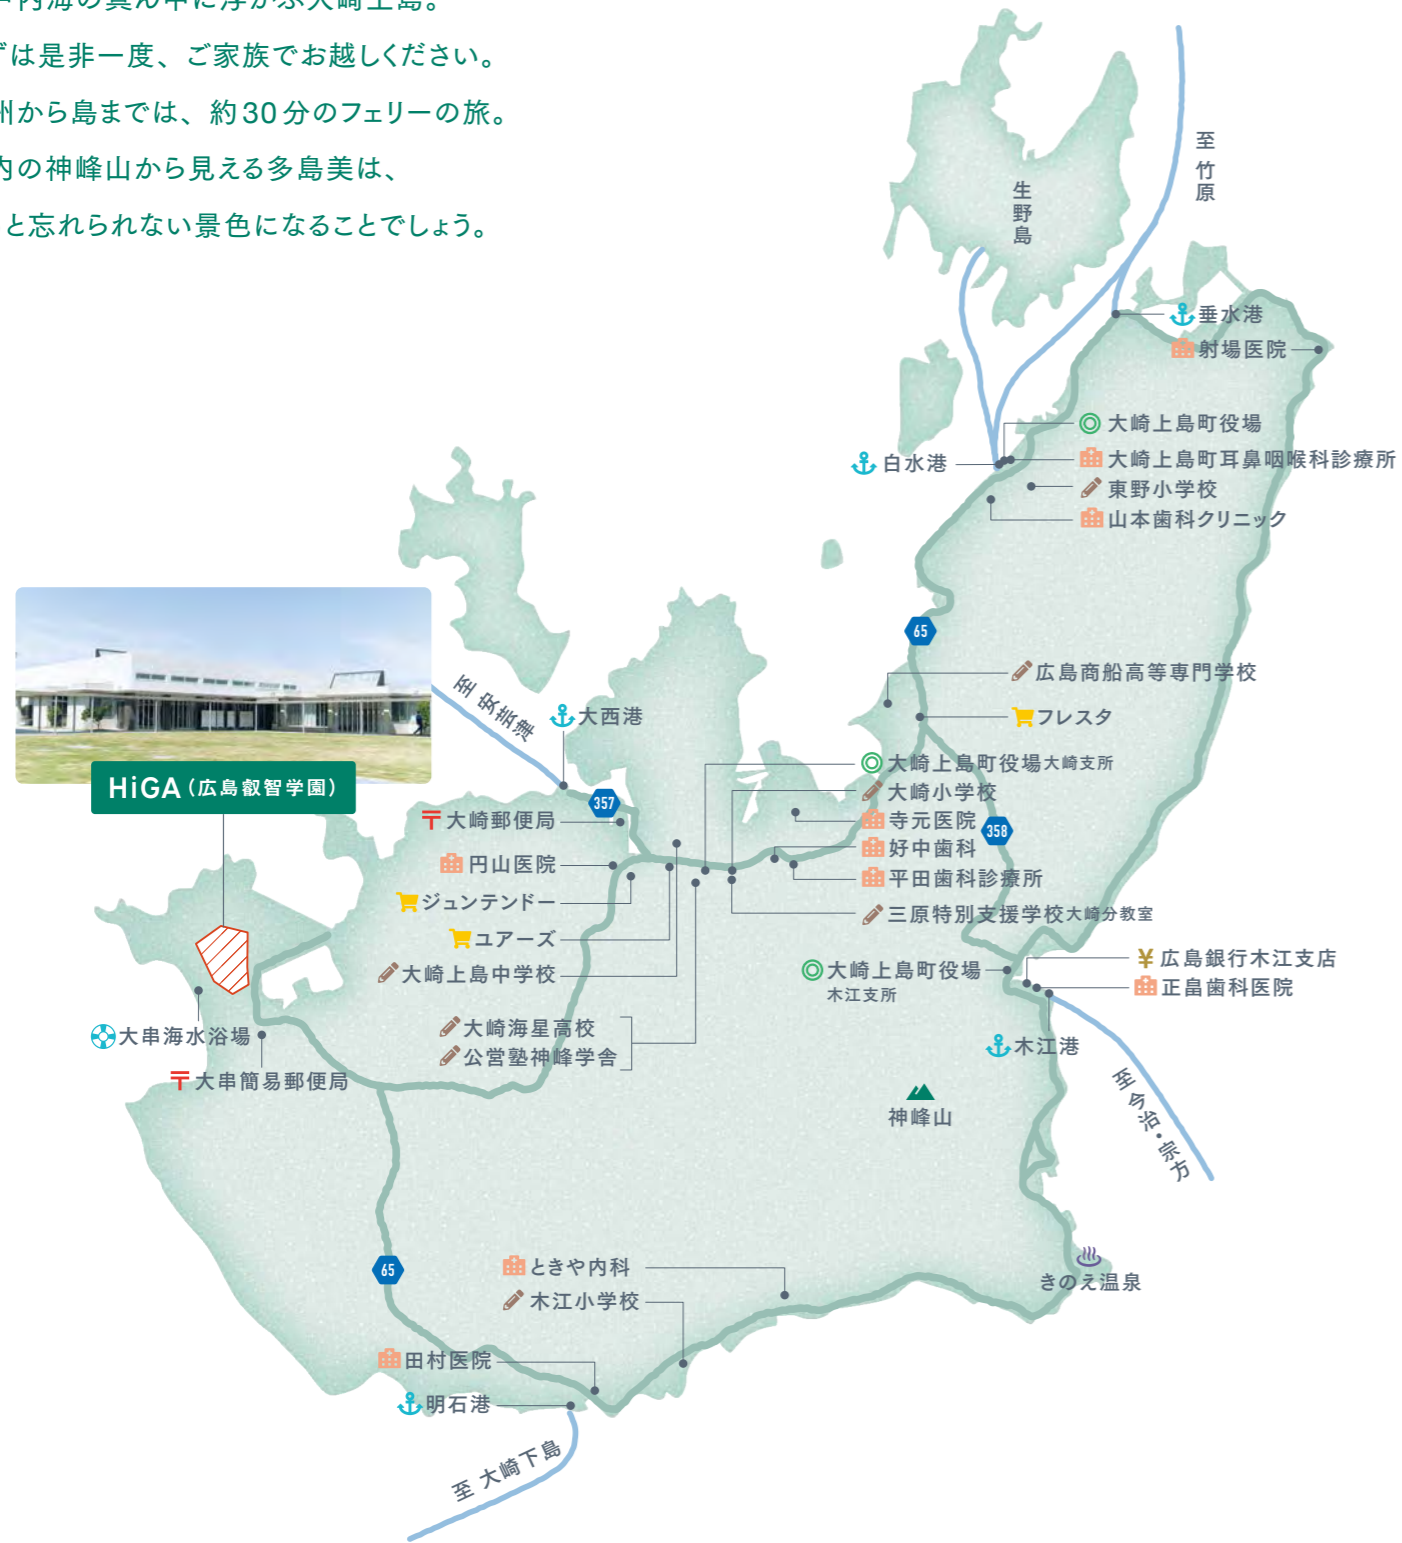 内海の真ん中に浮かぶ大崎上島。
は是非一度、ご家族でお越しください。
州から島までは、約30分のフェリーの旅。
内の神峰山から見える多島美は、
と忘れられない景色になることでしょう。
至 竹原
生野島
垂水港
射場医院
大崎上島町役場
白水港
大崎上島町耳鼻咽喉科診療所
東野小学校
山本歯科クリニック
65
広島商船高等専門学校
至 安芸津
大西港
フレスタ
HiGA(広島叡智学園)
大崎上島町役場大崎支所
357
大崎小学校
大崎郵便局
寺元医院
358
好中歯科
円山医院
平田歯科診療所
ジュンテンドー
三原特別支援学校大崎分教室
ユアーズ
大崎上島中学校
大崎上島町役場
木江支所
広島銀行木江支店
正畠歯科医院
大崎海星高校
公営塾神峰学舎
大串海水浴場
木江港
大串簡易郵便局
至 今治・宗方
神峰山
65
ときや内科
きのえ温泉
木江小学校
田村医院
明石港
至 大崎下島